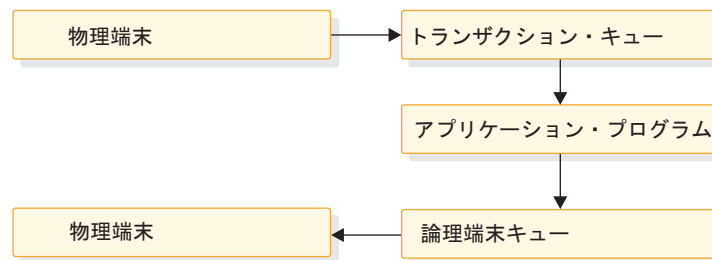 物理端末
トランザクション・キュー
アプリケーション・プログラム
物理端末
論理端末キュー